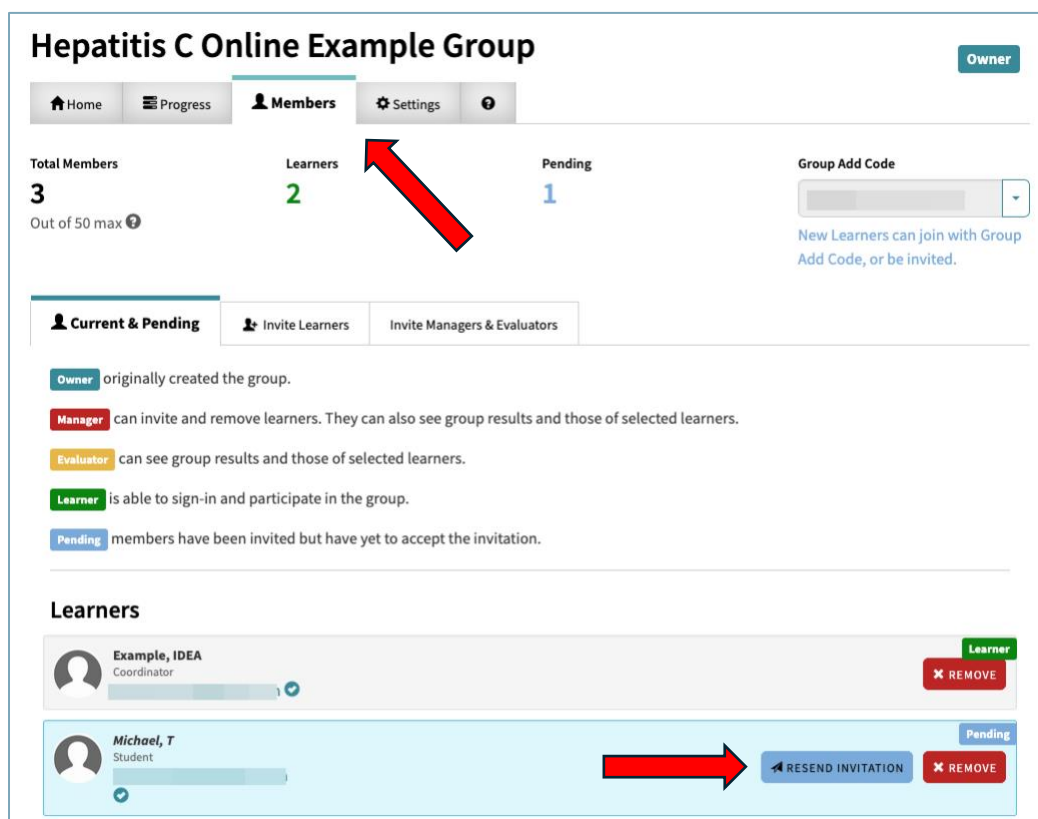 Hepatitis C Online Example Group
Owner
Home Progress Members Settings
Total Members Learners Pending Group Add Code
3 2 1
Out of 50 max
New Learners can join with Group
Add Code, or be invited.
Current & Pending Invite Learners Invite Managers & Evaluators
Owner originally created the group.
Manager can invite and remove learners. They can also see group results and those of selected learners.
Evaluator can see group results and those of selected learners.
Learner is able to sign-in and participate in the group.
Pending members have been invited but have yet to accept the invitation.
Learners
Example, IDEA
Coordinator
Learner
REMOVE
Michael, T
Student
Pending
RESEND INVITATION REMOVE